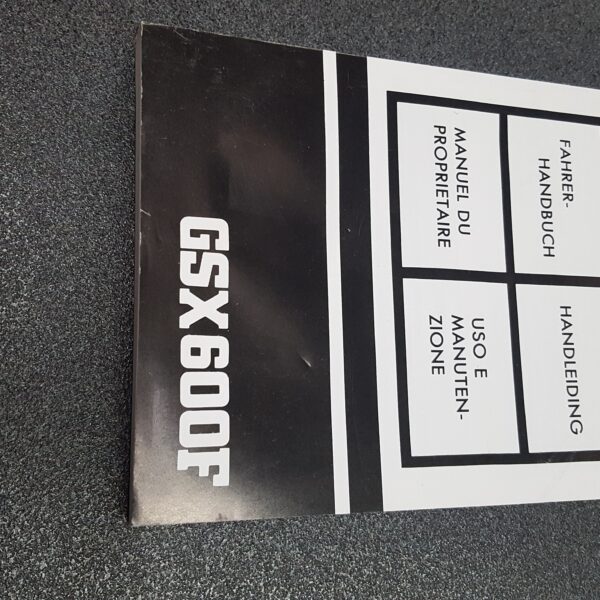 FAHRER-
HANDBUCH
HANDLEIDING
MANUEL DU
PROPRIETAIRE
USO E
MANUTEN-
ZIONE
GSX600F